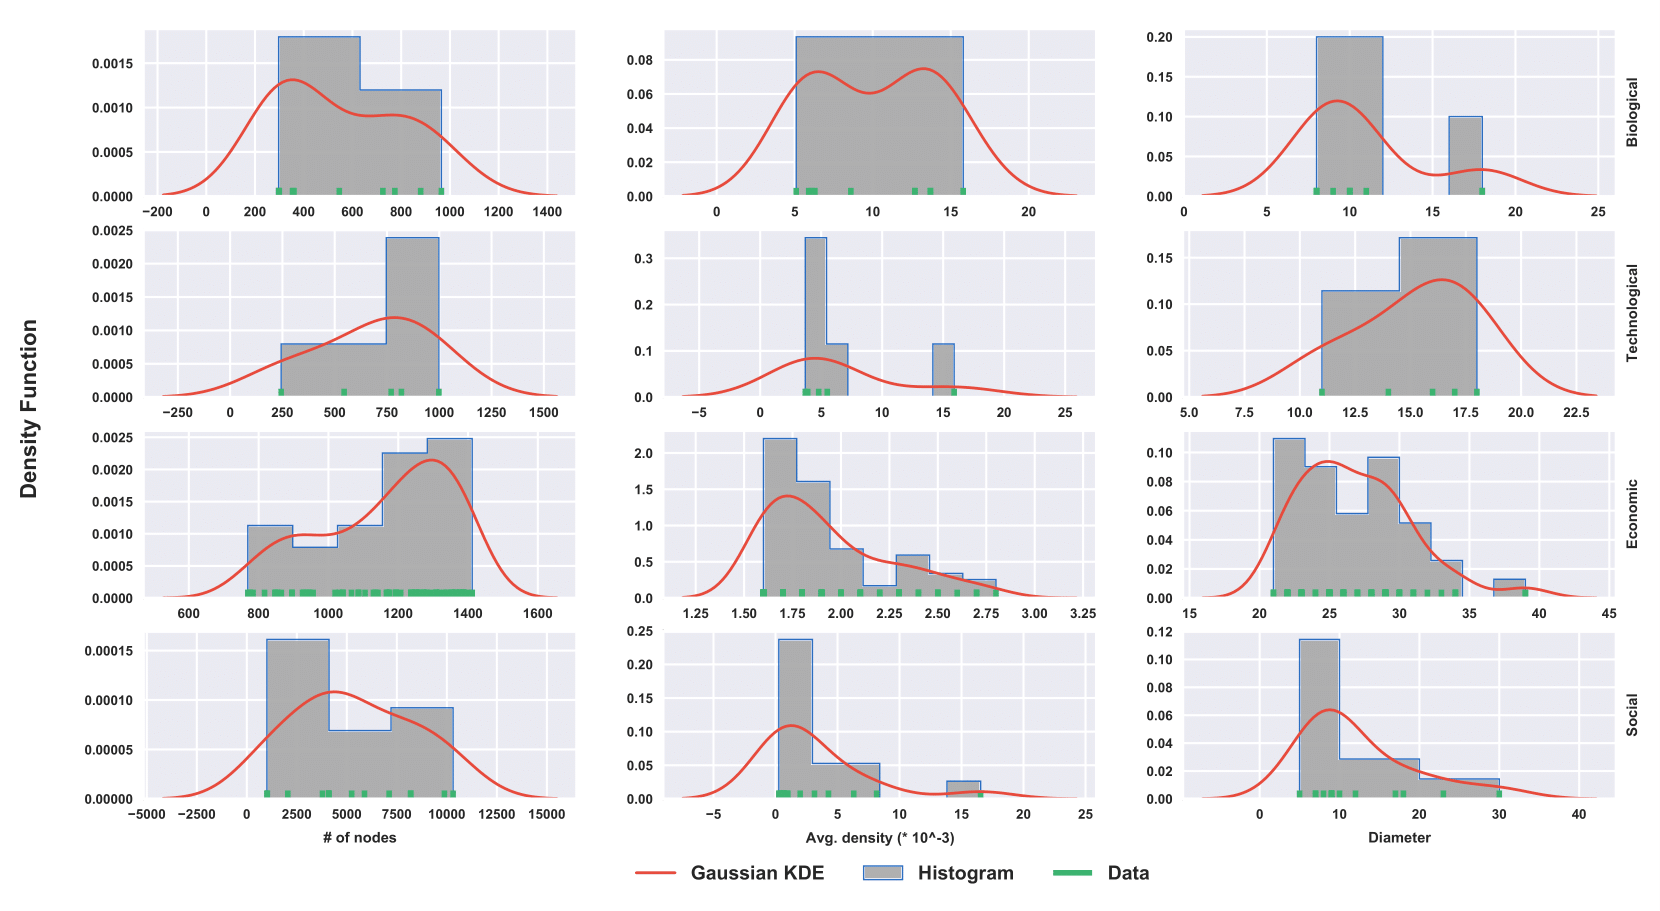 Density Function
0.0015
0.0010
0.0005
0.0000
−200 0 200 400 600 800 1000 1200 1400
0.08
0.06
0.04
0.02
0.00
0 5 10 15 20
0.20
0.15
0.10
0.05
0.00
0 5 10 15 20 25
Biological
0.0025
0.0020
0.0015
0.0010
0.0005
0.0000
−250 0 250 500 750 1000 1250 1500
0.3
0.2
0.1
0.0
−5 0 5 10 15 20 25
0.15
0.10
0.05
0.00
5.0 7.5 10.0 12.5 15.0 17.5 20.0 22.5
Technological
0.0025
0.0020
0.0015
0.0010
0.0005
0.0000
600 800 1000 1200 1400 1600
2.0
1.5
1.0
0.5
0.0
1.25 1.50 1.75 2.00 2.25 2.50 2.75 3.00 3.25
0.10
0.08
0.06
0.04
0.02
0.00
15 20 25 30 35 40 45
Economic
0.00015
0.00010
0.00005
0.00000
−5000 −2500 0 2500 5000 7500 10000 12500 15000
# of nodes
0.25
0.20
0.15
0.10
0.05
0.00
−5 0 5 10 15 20 25
Avg. density (* 10^-3)
0.12
0.10
0.08
0.06
0.04
0.02
0.00
0 10 20 30 40
Diameter
Social
Gaussian KDE Histogram Data